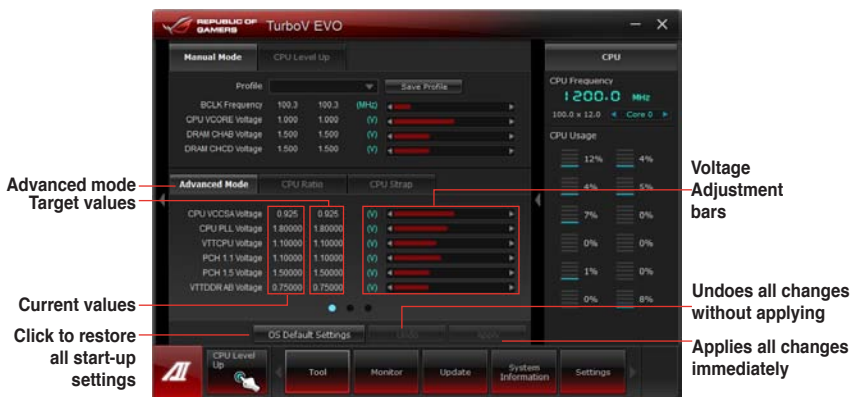 REPUBLIC OF
GAMERS
TurboV EVO
Manual Mode
CPU Level Up
CPU
Profile
Save Profile
BCLK Frequency 100.3 100.3 (MHz)
CPU VCORE Voltage 1.000 1.000 (V)
DRAM CHAB Voltage 1.500 1.500 (V)
DRAM CHCD Voltage 1.500 1.500 (V)
CPU Frequency
1200.0 MHz
100.0 x 12.0 Core 0
CPU Usage
12% 4%
4% 5%
7% 0%
0% 0%
1% 0%
0% 8%
Advanced mode
Target values
Advanced Mode
CPU Ratio
CPU Strap
CPU VCCSA Voltage 0.925 0.925 (V)
CPU PLL Voltage 1.80000 1.80000 (V)
VTTCPU Voltage 1.10000 1.10000 (V)
PCH 1.1 Voltage 1.10000 1.10000 (V)
PCH 1.5 Voltage 1.50000 1.50000 (V)
VTTDDR AB Voltage 0.75000 0.75000 (V)
Voltage
Adjustment
bars
Current values
Click to restore
all start-up
settings
OS Default Settings
Undo
Apply
Undoes all changes
without applying
Applies all changes
immediately
CPU Level
Up
Tool
Monitor
Update
System
Information
Settings